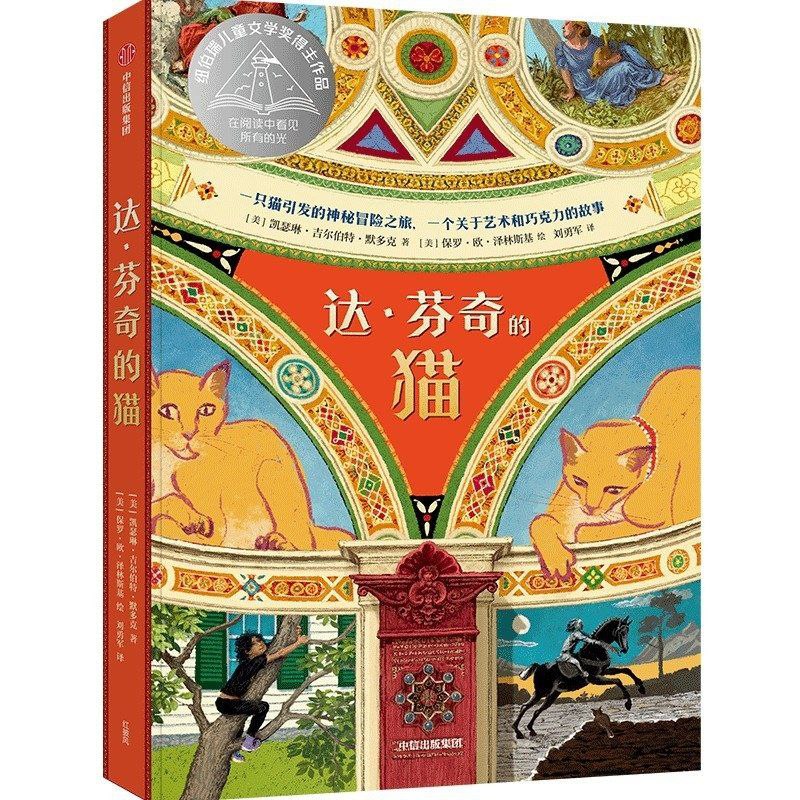 中信出版集团
达·芬奇的猫
[美]凯瑟琳·吉尔伯特·默多克 著
[美]保罗·欧·泽林斯基 绘 刘勇军 译
红披风
纽伯瑞儿童文学奖得主作品
在阅读中看见
所有的光
一只猫引发的神秘冒险之旅，一个关于艺术和巧克力的故事
[美]凯瑟琳·吉尔伯特·默多克 著 [美]保罗·欧·泽林斯基 绘 刘勇军 译
达·芬奇的
猫
中信出版集团